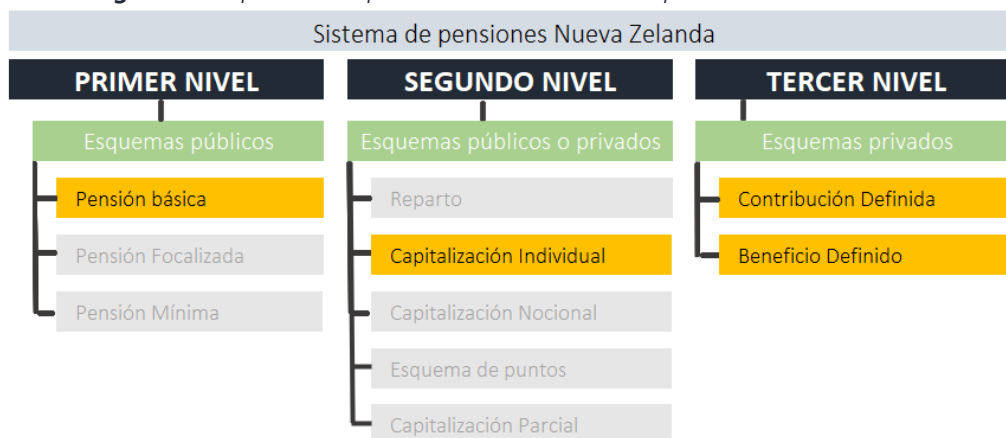 Sistema de pensiones Nueva Zelanda
PRIMER NIVEL
Esquemas públicos
Pensión básica
Pensión Focalizada
Pensión Mínima
SEGUNDO NIVEL
Esquemas públicos o privados
Reparto
Capitalización Individual
Capitalización Nocional
Esquema de puntos
Capitalización Parcial
TERCER NIVEL
Esquemas privados
Contribución Definida
Beneficio Definido